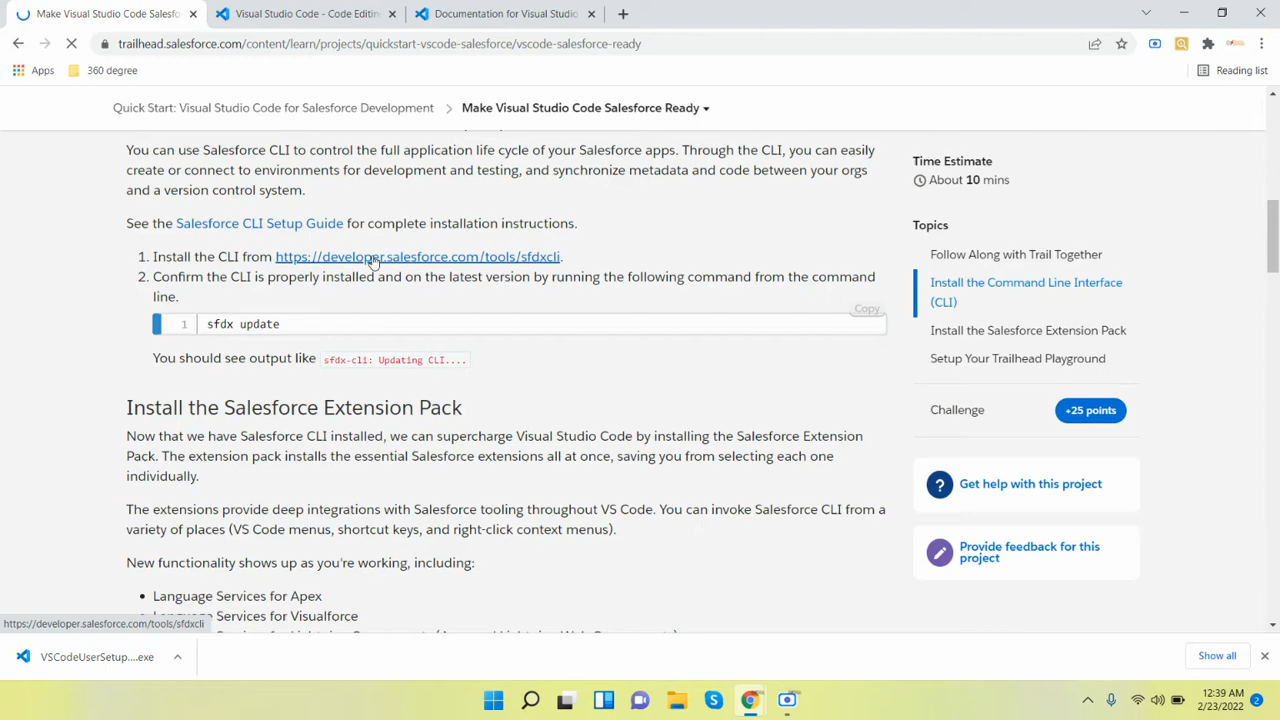 Make Visual Studio Code Salesfo
Visual Studio Code - Code Editin
Documentation for Visual Studio
trailhead.salesforce.com/content/learn/projects/quickstart-vscode-salesforce/vscode-salesforce-ready
Apps
360 degree
Reading list
Quick Start: Visual Studio Code for Salesforce Development
Make Visual Studio Code Salesforce Ready
You can use Salesforce CLI to control the full application life cycle of your Salesforce apps. Through the CLI, you can easily
create or connect to environments for development and testing, and synchronize metadata and code between your orgs
and a version control system.
See the Salesforce CLI Setup Guide for complete installation instructions.
1. Install the CLI from https://developer.salesforce.com/tools/sfdxcli.
2. Confirm the CLI is properly installed and on the latest version by running the following command from the command
line.
Copy
1 sfdx update
You should see output like sfdx-cli: Updating CLI....
Install the Salesforce Extension Pack
Now that we have Salesforce CLI installed, we can supercharge Visual Studio Code by installing the Salesforce Extension
Pack. The extension pack installs the essential Salesforce extensions all at once, saving you from selecting each one
individually.
The extensions provide deep integrations with Salesforce tooling throughout VS Code. You can invoke Salesforce CLI from a
variety of places (VS Code menus, shortcut keys, and right-click context menus).
New functionality shows up as you're working, including:
• Language Services for Apex
Language Services for Visualforce
Time Estimate
About 10 mins
Topics
Follow Along with Trail Together
Install the Command Line Interface
(CLI)
Install the Salesforce Extension Pack
Setup Your Trailhead Playground
Challenge
+25 points
Get help with this project
Provide feedback for this
project
https://developer.salesforce.com/tools/sfdxcli
VSCodeUserSetup....exe
Show all
12:39 AM
2/23/2022
2